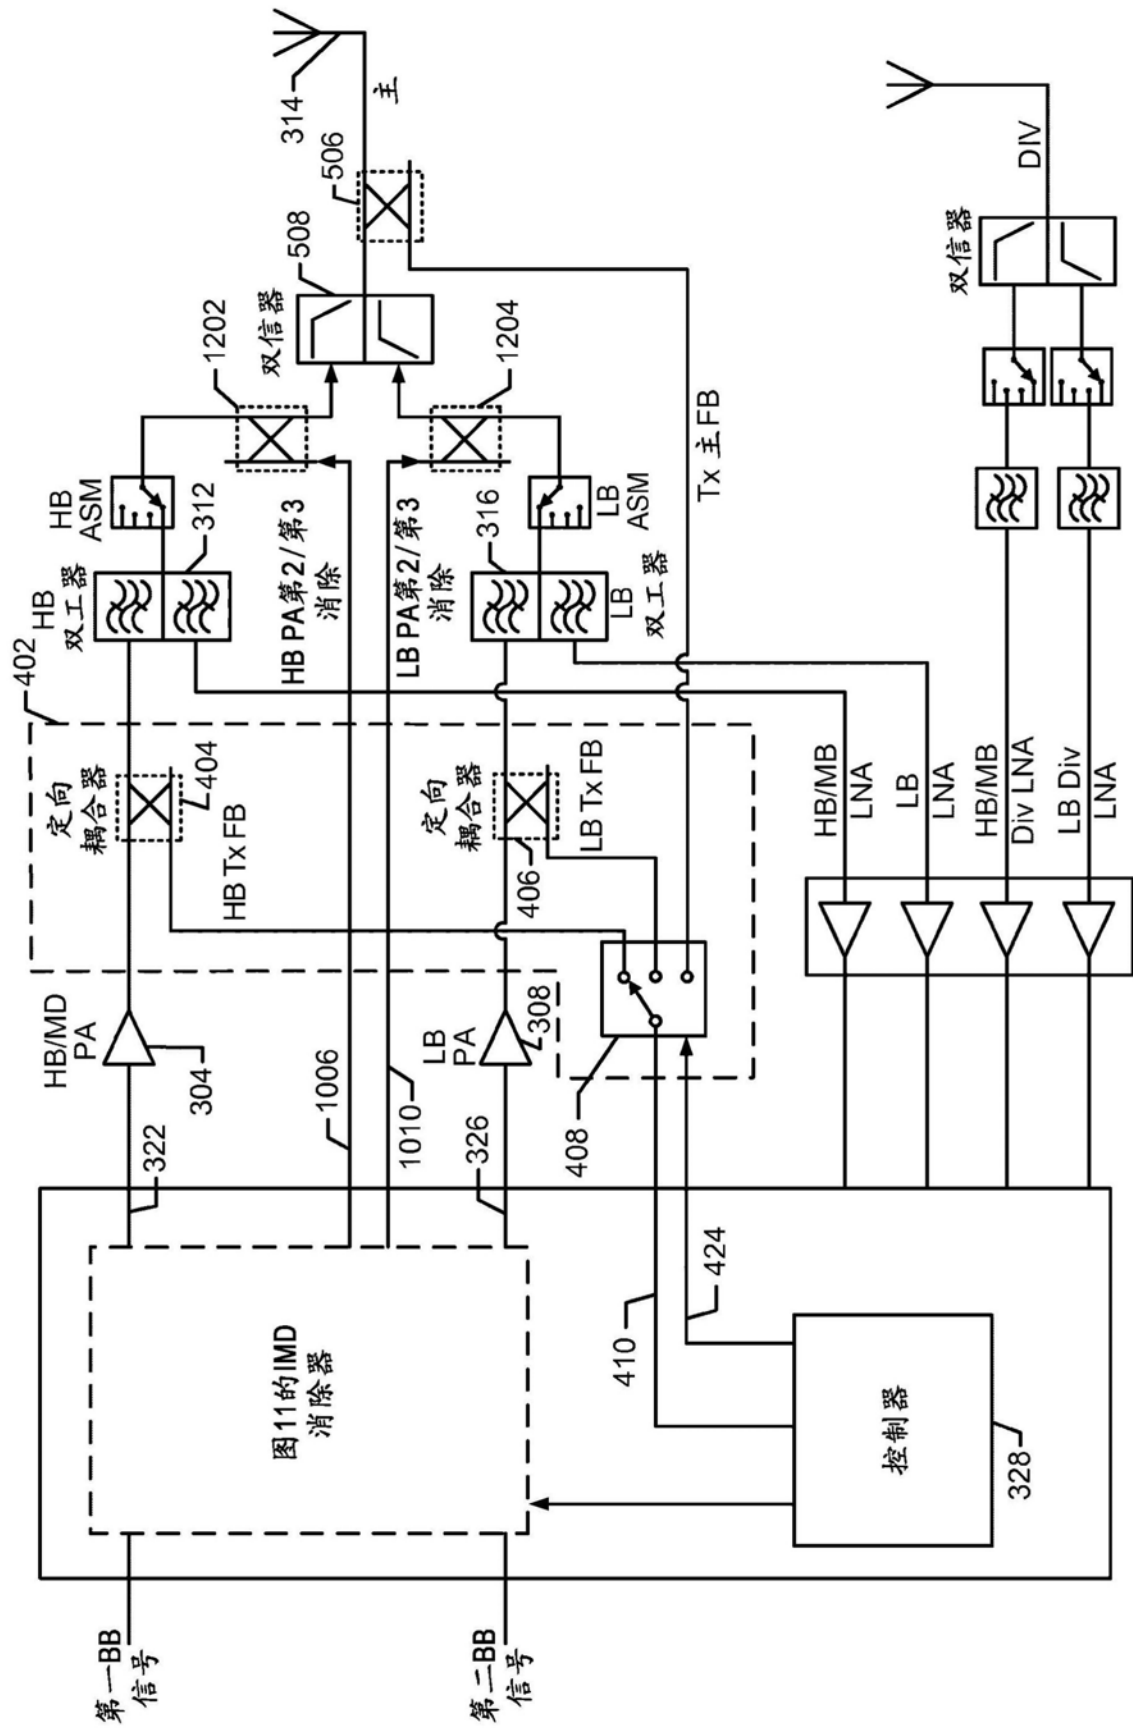 第一BB
信号
第二BB
信号
图11的IMD
消除器
控制器
328
322
1006
1010
326
410
424
HB/MD
PA
304
LB
PA
308
408
402
定向
耦合器
404
HB Tx FB
定向
耦合器
406
LB Tx FB
HB
双工器
312
HB
ASM
HB PA第2/第3
消除
LB PA第2/第3
消除
316
LB
双工器
LB
ASM
1202
1204
双信器
508
506
314
主
Tx 主 FB
HB/MB
LNA
LB
LNA
HB/MB
Div LNA
LB Div
LNA
双信器
DIV